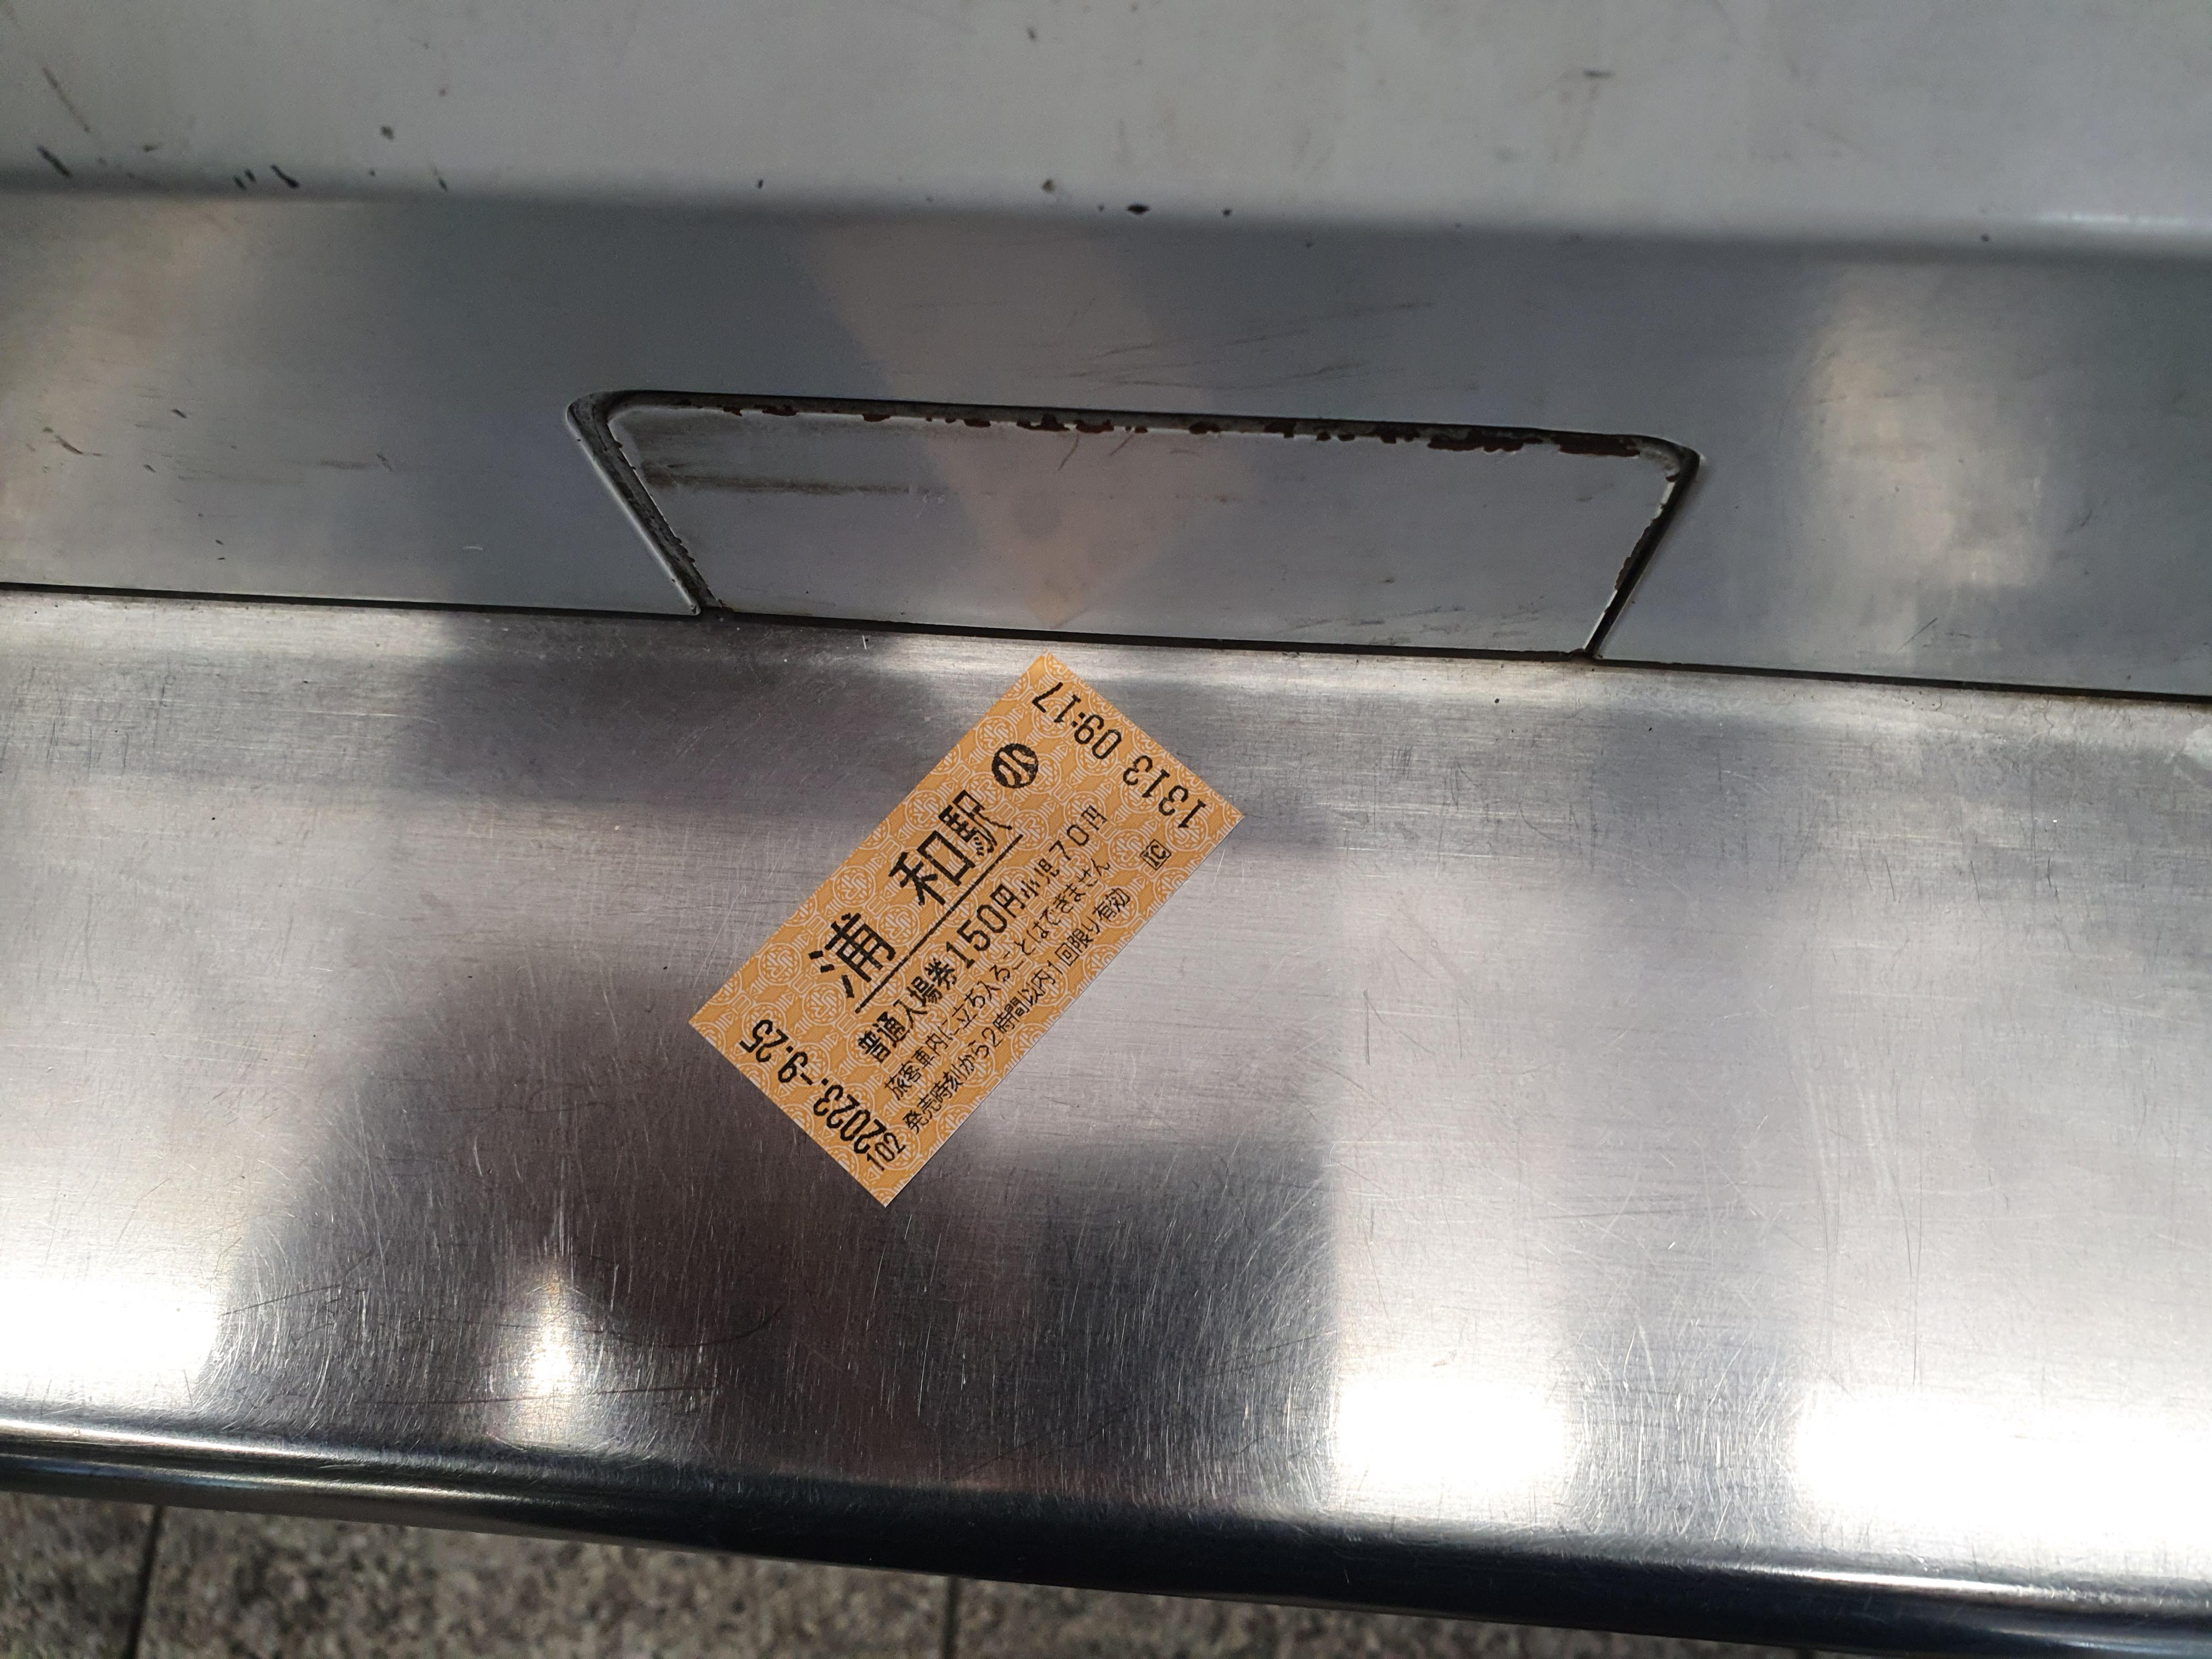 浦和駅 小
普通入場券150円 小児70円
旅客車内に立ち入ることはできません
発売時刻から2時間以内1回限り有効 IC
102
2023.-9.25
1313 09:17